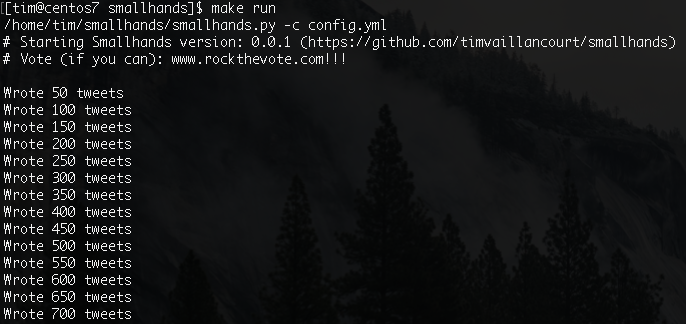 [[tim@centos7 smallhands]$ make run
/home/tim/smallhands/smallhands.py -c config.yml
# Starting Smallhands version: 0.0.1 (https://github.com/timvaillancourt/smallhands)
# Vote (if you can): www.rockthevote.com!!!
Wrote 50 tweets
Wrote 100 tweets
Wrote 150 tweets
Wrote 200 tweets
Wrote 250 tweets
Wrote 300 tweets
Wrote 350 tweets
Wrote 400 tweets
Wrote 450 tweets
Wrote 500 tweets
Wrote 550 tweets
Wrote 600 tweets
Wrote 650 tweets
Wrote 700 tweets